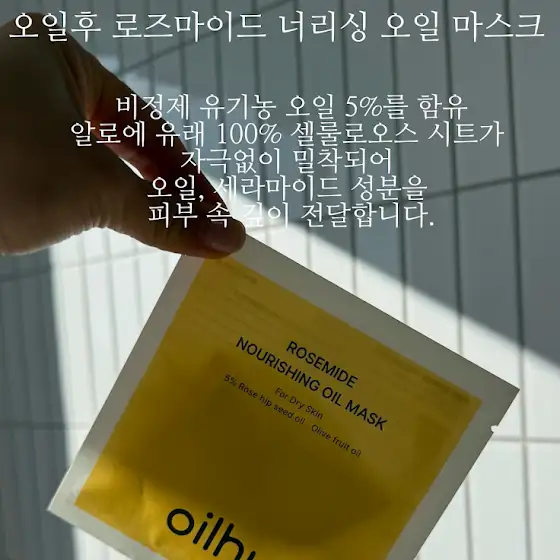 오일후 로즈마이드 너리싱 오일 마스크
비정제 유기농 오일 5%를 함유
알로에 유래 100% 셀룰로오스 시트가
자극없이 밀착되어
오일, 세라마이드 성분을
피부 속 깊이 전달합니다.
ROSEMIDE
NOURISHING OIL MASK
For Dry Skin
5% Rose hip seed oil · Olive fruit oil